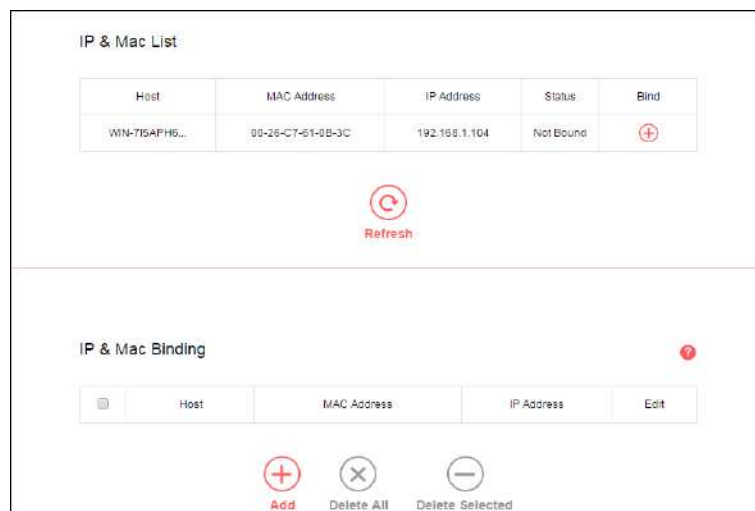 IP & Mac List
Host MAC Address IP Address Status Bind
WIN-7I5APH6... 00-26-C7-61-0B-3C 192.168.1.104 Not Bound
Refresh
IP & Mac Binding ?
Host MAC Address IP Address Edit
Add Delete All Delete Selected